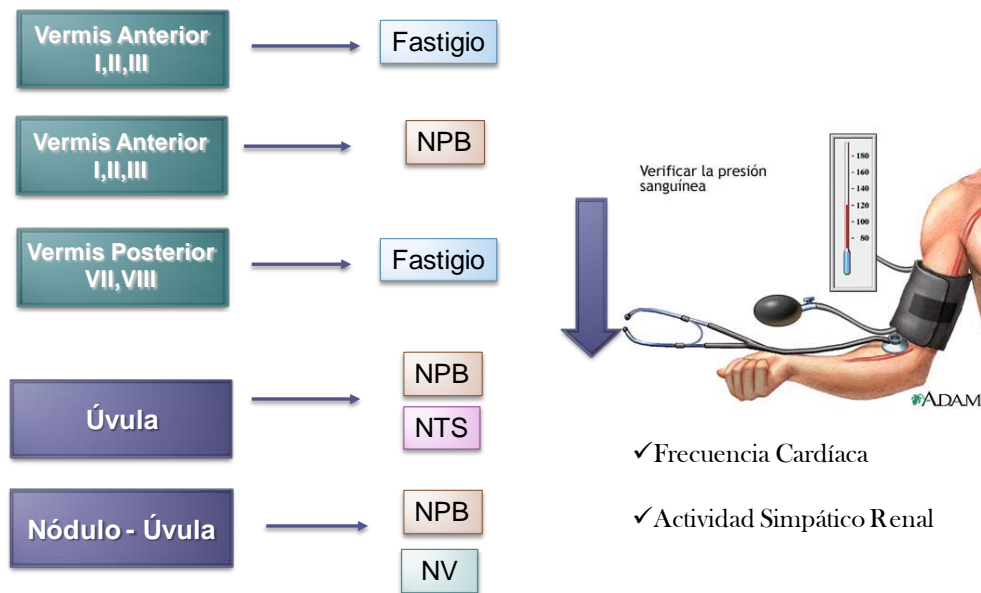 Vermis Anterior
I,II,III
Fastigio
Vermis Anterior
I,II,III
NPB
Vermis Posterior
VII,VIII
Fastigio
Úvula
NPB
NTS
Nódulo - Úvula
NPB
NV
Verificar la presión
sanguínea
180
160
140
120
100
80
ADAM
✓Frecuencia Cardíaca
✓Actividad Simpático Renal